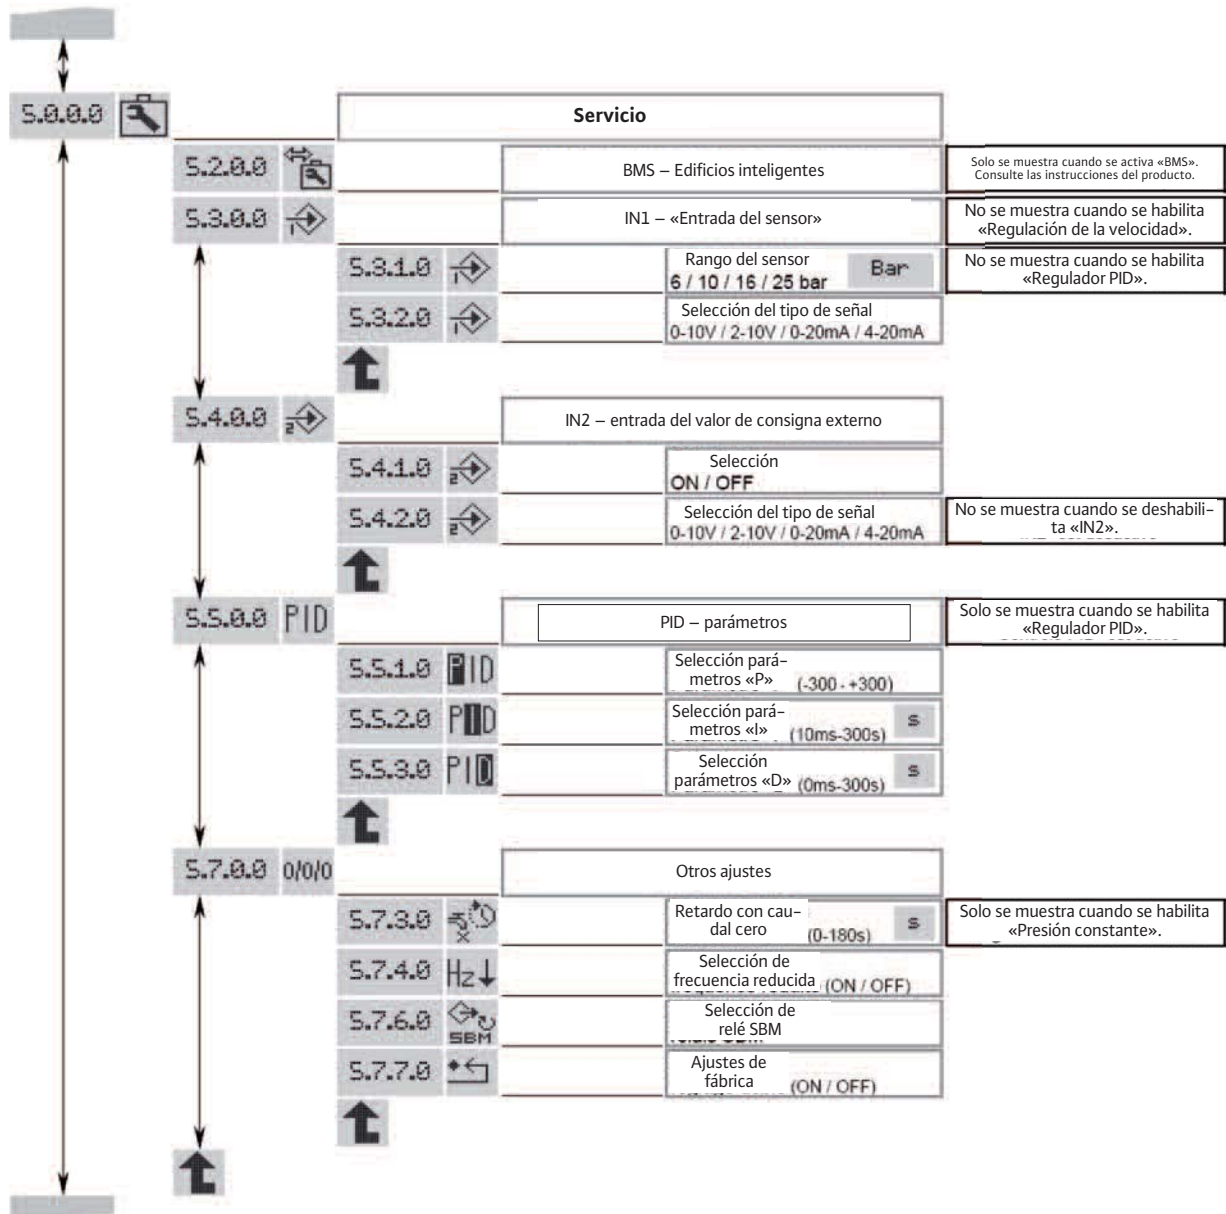 5.0.0.0
Servicio
5.2.0.0
BMS – Edificios inteligentes
Solo se muestra cuando se activa «BMS».
Consulte las instrucciones del producto.
5.3.0.0
1
IN1 – «Entrada del sensor»
No se muestra cuando se habilita
«Regulación de la velocidad».
5.3.1.0
1
Rango del sensor
6 / 10 / 16 / 25 bar
Bar
No se muestra cuando se habilita
«Regulador PID».
5.3.2.0
1
Selección del tipo de señal
0-10V / 2-10V / 0-20mA / 4-20mA
5.4.0.0
2
IN2 – entrada del valor de consigna externo
5.4.1.0
2
Selección
ON / OFF
5.4.2.0
2
Selección del tipo de señal
0-10V / 2-10V / 0-20mA / 4-20mA
No se muestra cuando se deshabili-
ta «IN2».
5.5.0.0
PID
PID – parámetros
Solo se muestra cuando se habilita
«Regulador PID».
5.5.1.0
PID
Selección pará-
metros «P»
(-300 - +300)
5.5.2.0
PID
Selección pará-
metros «I»
(10ms-300s)
s
5.5.3.0
PID
Selección
parámetros «D»
(0ms-300s)
s
5.7.0.0
0/0/0
Otros ajustes
5.7.3.0
Retardo con cau-
dal cero
(0-180s)
s
Solo se muestra cuando se habilita
«Presión constante».
5.7.4.0
Hz
Selección de
frecuencia reducida
(ON / OFF)
5.7.6.0
SBM
Selección de
relé SBM
5.7.7.0
Ajustes de
fábrica
(ON / OFF)